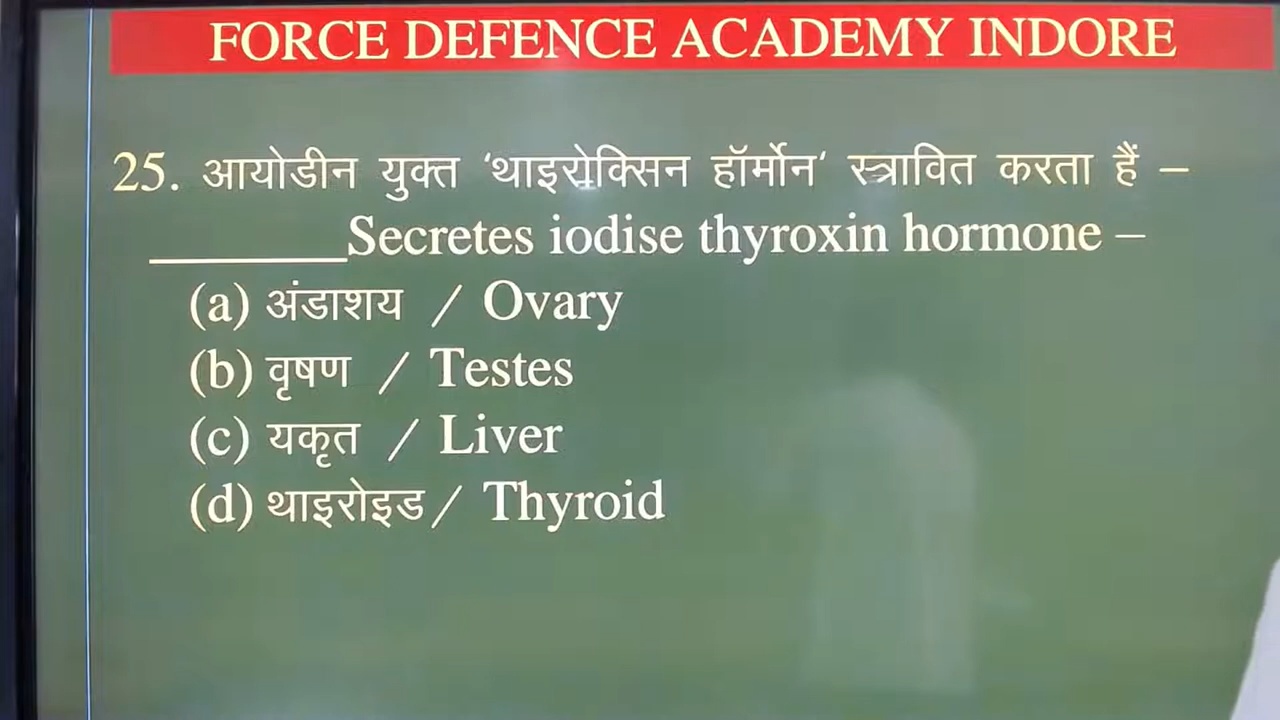 FORCE DEFENCE ACADEMY INDORE
25. आयोडीन युक्त 'थाइरोक्सिन हॉर्मोन' स्त्रावित करता हैं –
_______Secretes iodise thyroxin hormone –
(a) अंडाशय / Ovary
(b) वृषण / Testes
(c) यकृत / Liver
(d) थाइरोइड / Thyroid